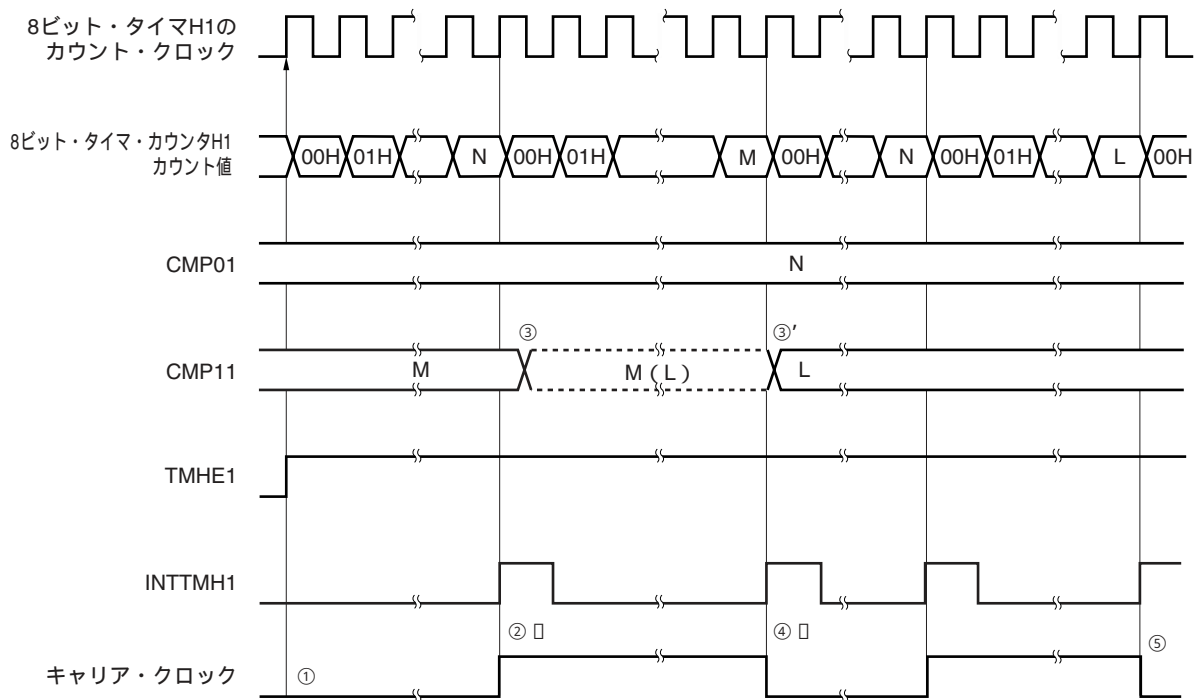 8ビット・タイマH1の
カウント・クロック
8ビット・タイマ・カウンタH1
カウント値
00H 01H N 00H 01H M 00H N 00H 01H L 00H
CMP01
N
③ ③′
CMP11
M M(L) L
TMHE1
INTTMH1
② ▯ ④ ▯ ⑤
キャリア・クロック
①